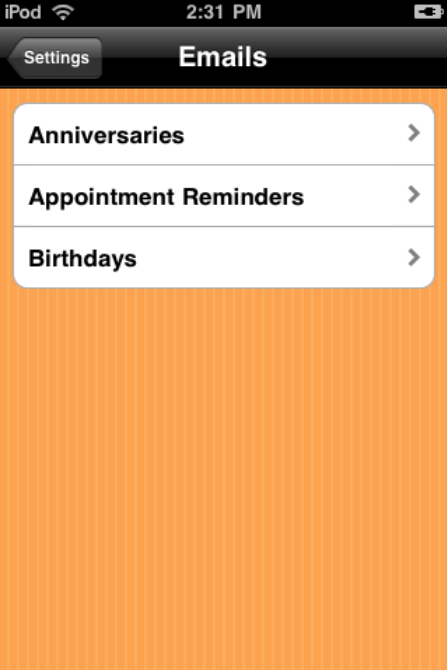 iPod 2:31 PM
Settings Emails
Anniversaries
Appointment Reminders
Birthdays